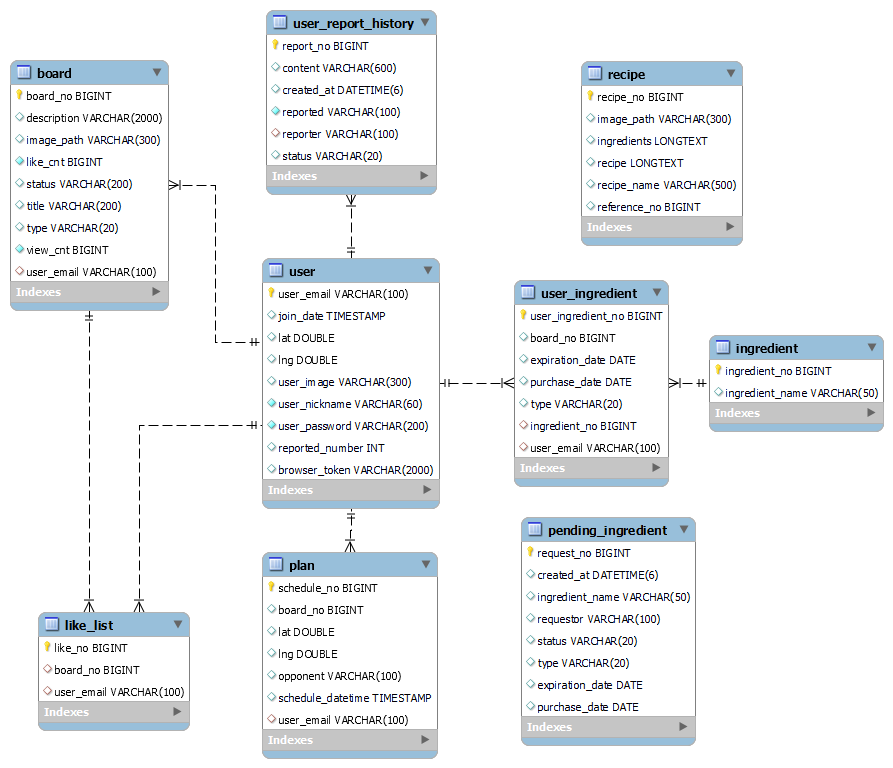 user_report_history
report_no BIGINT
content VARCHAR(600)
created_at DATETIME(6)
reported VARCHAR(100)
reporter VARCHAR(100)
status VARCHAR(20)
Indexes
board
board_no BIGINT
description VARCHAR(2000)
image_path VARCHAR(300)
like_cnt BIGINT
status VARCHAR(200)
title VARCHAR(200)
type VARCHAR(20)
view_cnt BIGINT
user_email VARCHAR(100)
Indexes
recipe
recipe_no BIGINT
image_path VARCHAR(300)
ingredients LONGTEXT
recipe LONGTEXT
recipe_name VARCHAR(500)
reference_no BIGINT
Indexes
user
user_email VARCHAR(100)
join_date TIMESTAMP
lat DOUBLE
lng DOUBLE
user_image VARCHAR(300)
user_nickname VARCHAR(60)
user_password VARCHAR(200)
reported_number INT
browser_token VARCHAR(2000)
Indexes
user_ingredient
user_ingredient_no BIGINT
board_no BIGINT
expiration_date DATE
purchase_date DATE
type VARCHAR(20)
ingredient_no BIGINT
user_email VARCHAR(100)
Indexes
ingredient
ingredient_no BIGINT
ingredient_name VARCHAR(50)
Indexes
pending_ingredient
request_no BIGINT
created_at DATETIME(6)
ingredient_name VARCHAR(50)
requestor VARCHAR(100)
status VARCHAR(20)
type VARCHAR(20)
expiration_date DATE
purchase_date DATE
Indexes
plan
schedule_no BIGINT
board_no BIGINT
lat DOUBLE
lng DOUBLE
opponent VARCHAR(100)
schedule_datetime TIMESTAMP
user_email VARCHAR(100)
Indexes
like_list
like_no BIGINT
board_no BIGINT
user_email VARCHAR(100)
Indexes